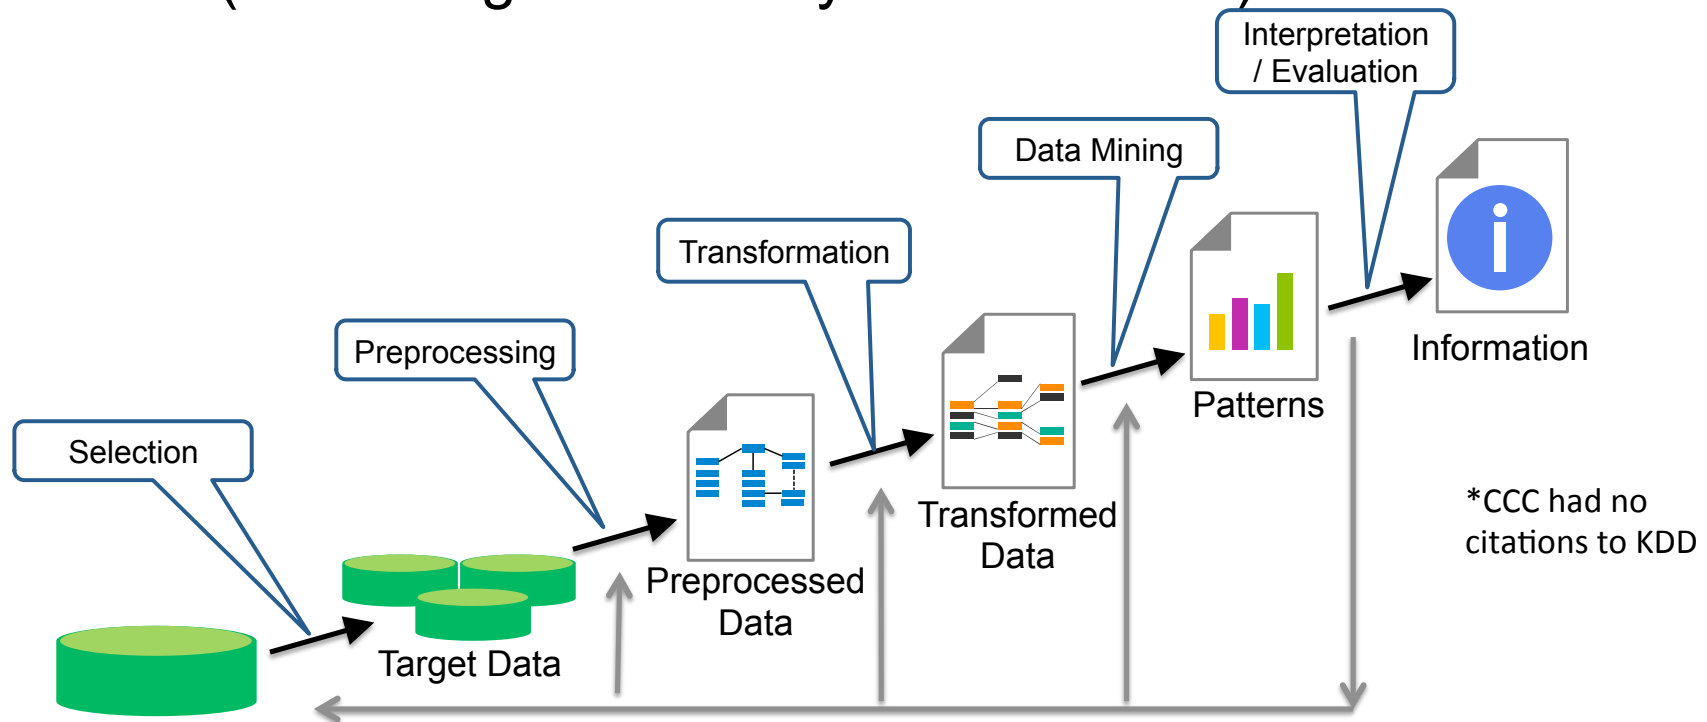 Interpretation
/ Evaluation
Data Mining
Transformation
Preprocessing
Selection
Information
Patterns
Transformed
Data
Preprocessed
Data
Target Data
*CCC had no
citations to KDD